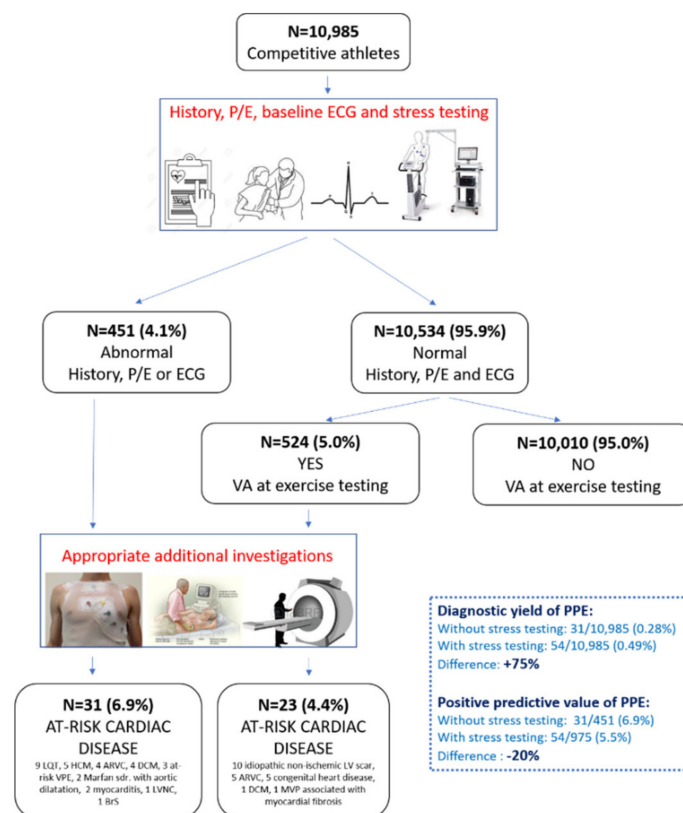 N=10,985
Competitive athletes
History, P/E, baseline ECG and stress testing
N=451 (4.1%)
Abnormal
History, P/E or ECG
N=10,534 (95.9%)
Normal
History, P/E and ECG
N=524 (5.0%)
YES
VA at exercise testing
N=10,010 (95.0%)
NO
VA at exercise testing
Appropriate additional investigations
N=31 (6.9%)
AT-RISK CARDIAC
DISEASE
9 LQT, 5 HCM, 4 ARVC, 4 DCM, 3 at-
risk VPE, 2 Marfan sdr. with aortic
dilatation, 2 myocarditis, 1 LVNC,
1 BrS
N=23 (4.4%)
AT-RISK CARDIAC
DISEASE
10 idiopathic non-ischemic LV scar,
5 ARVC, 5 congenital heart disease,
1 DCM, 1 MVP associated with
myocardial fibrosis
Diagnostic yield of PPE:
Without stress testing: 31/10,985 (0.28%)
With stress testing: 54/10,985 (0.49%)
Difference: +75%
Positive predictive value of PPE:
Without stress testing: 31/451 (6.9%)
With stress testing: 54/975 (5.5%)
Difference : -20%